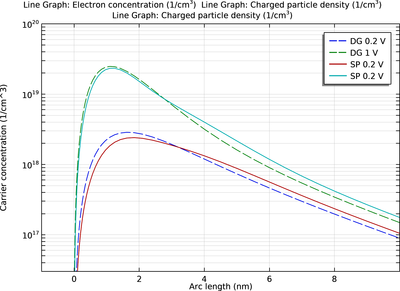 Line Graph: Electron concentration (1/cm³) Line Graph: Charged particle density (1/cm³)
Line Graph: Charged particle density (1/cm³)
10²⁰
10¹⁹
10¹⁸
10¹⁷
Carrier concentration (1/cm^3)
DG 0.2 V
DG 1 V
SP 0.2 V
SP 0.2 V
0 2 4 6 8
Arc length (nm)